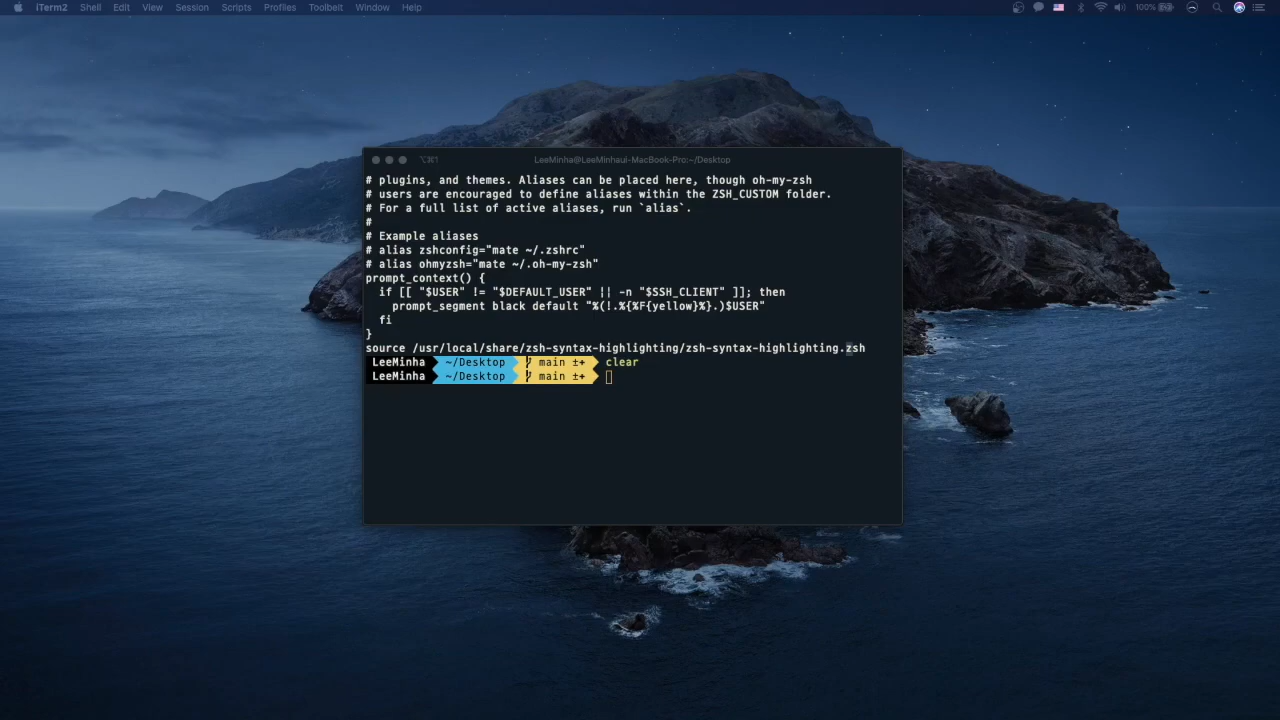 iTerm2 Shell Edit View Session Scripts Profiles Toolbelt Window Help 100%
⌥⌘1 LeeMinha@LeeMinhaui-MacBook-Pro:~/Desktop
# plugins, and themes. Aliases can be placed here, though oh-my-zsh
# users are encouraged to define aliases within the ZSH_CUSTOM folder.
# For a full list of active aliases, run `alias`.
#
# Example aliases
# alias zshconfig="mate ~/.zshrc"
# alias ohmyzsh="mate ~/.oh-my-zsh"
prompt_context() {
  if [[ "$USER" != "$DEFAULT_USER" || -n "$SSH_CLIENT" ]]; then
    prompt_segment black default "%(!.%{%F{yellow}%}.)$USER"
  fi
}
source /usr/local/share/zsh-syntax-highlighting/zsh-syntax-highlighting.zsh
LeeMinha ~/Desktop main ±+ clear
LeeMinha ~/Desktop main ±+